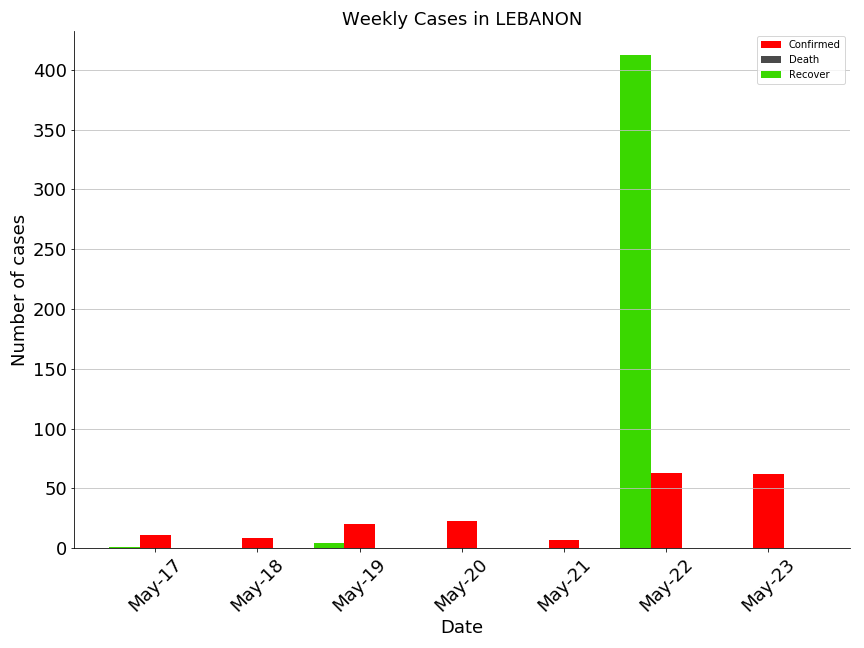 Weekly Cases in LEBANON
Confirmed
Death
Recover
Number of cases
400
350
300
250
200
150
100
50
0
May-17
May-18
May-19
May-20
May-21
May-22
May-23
Date